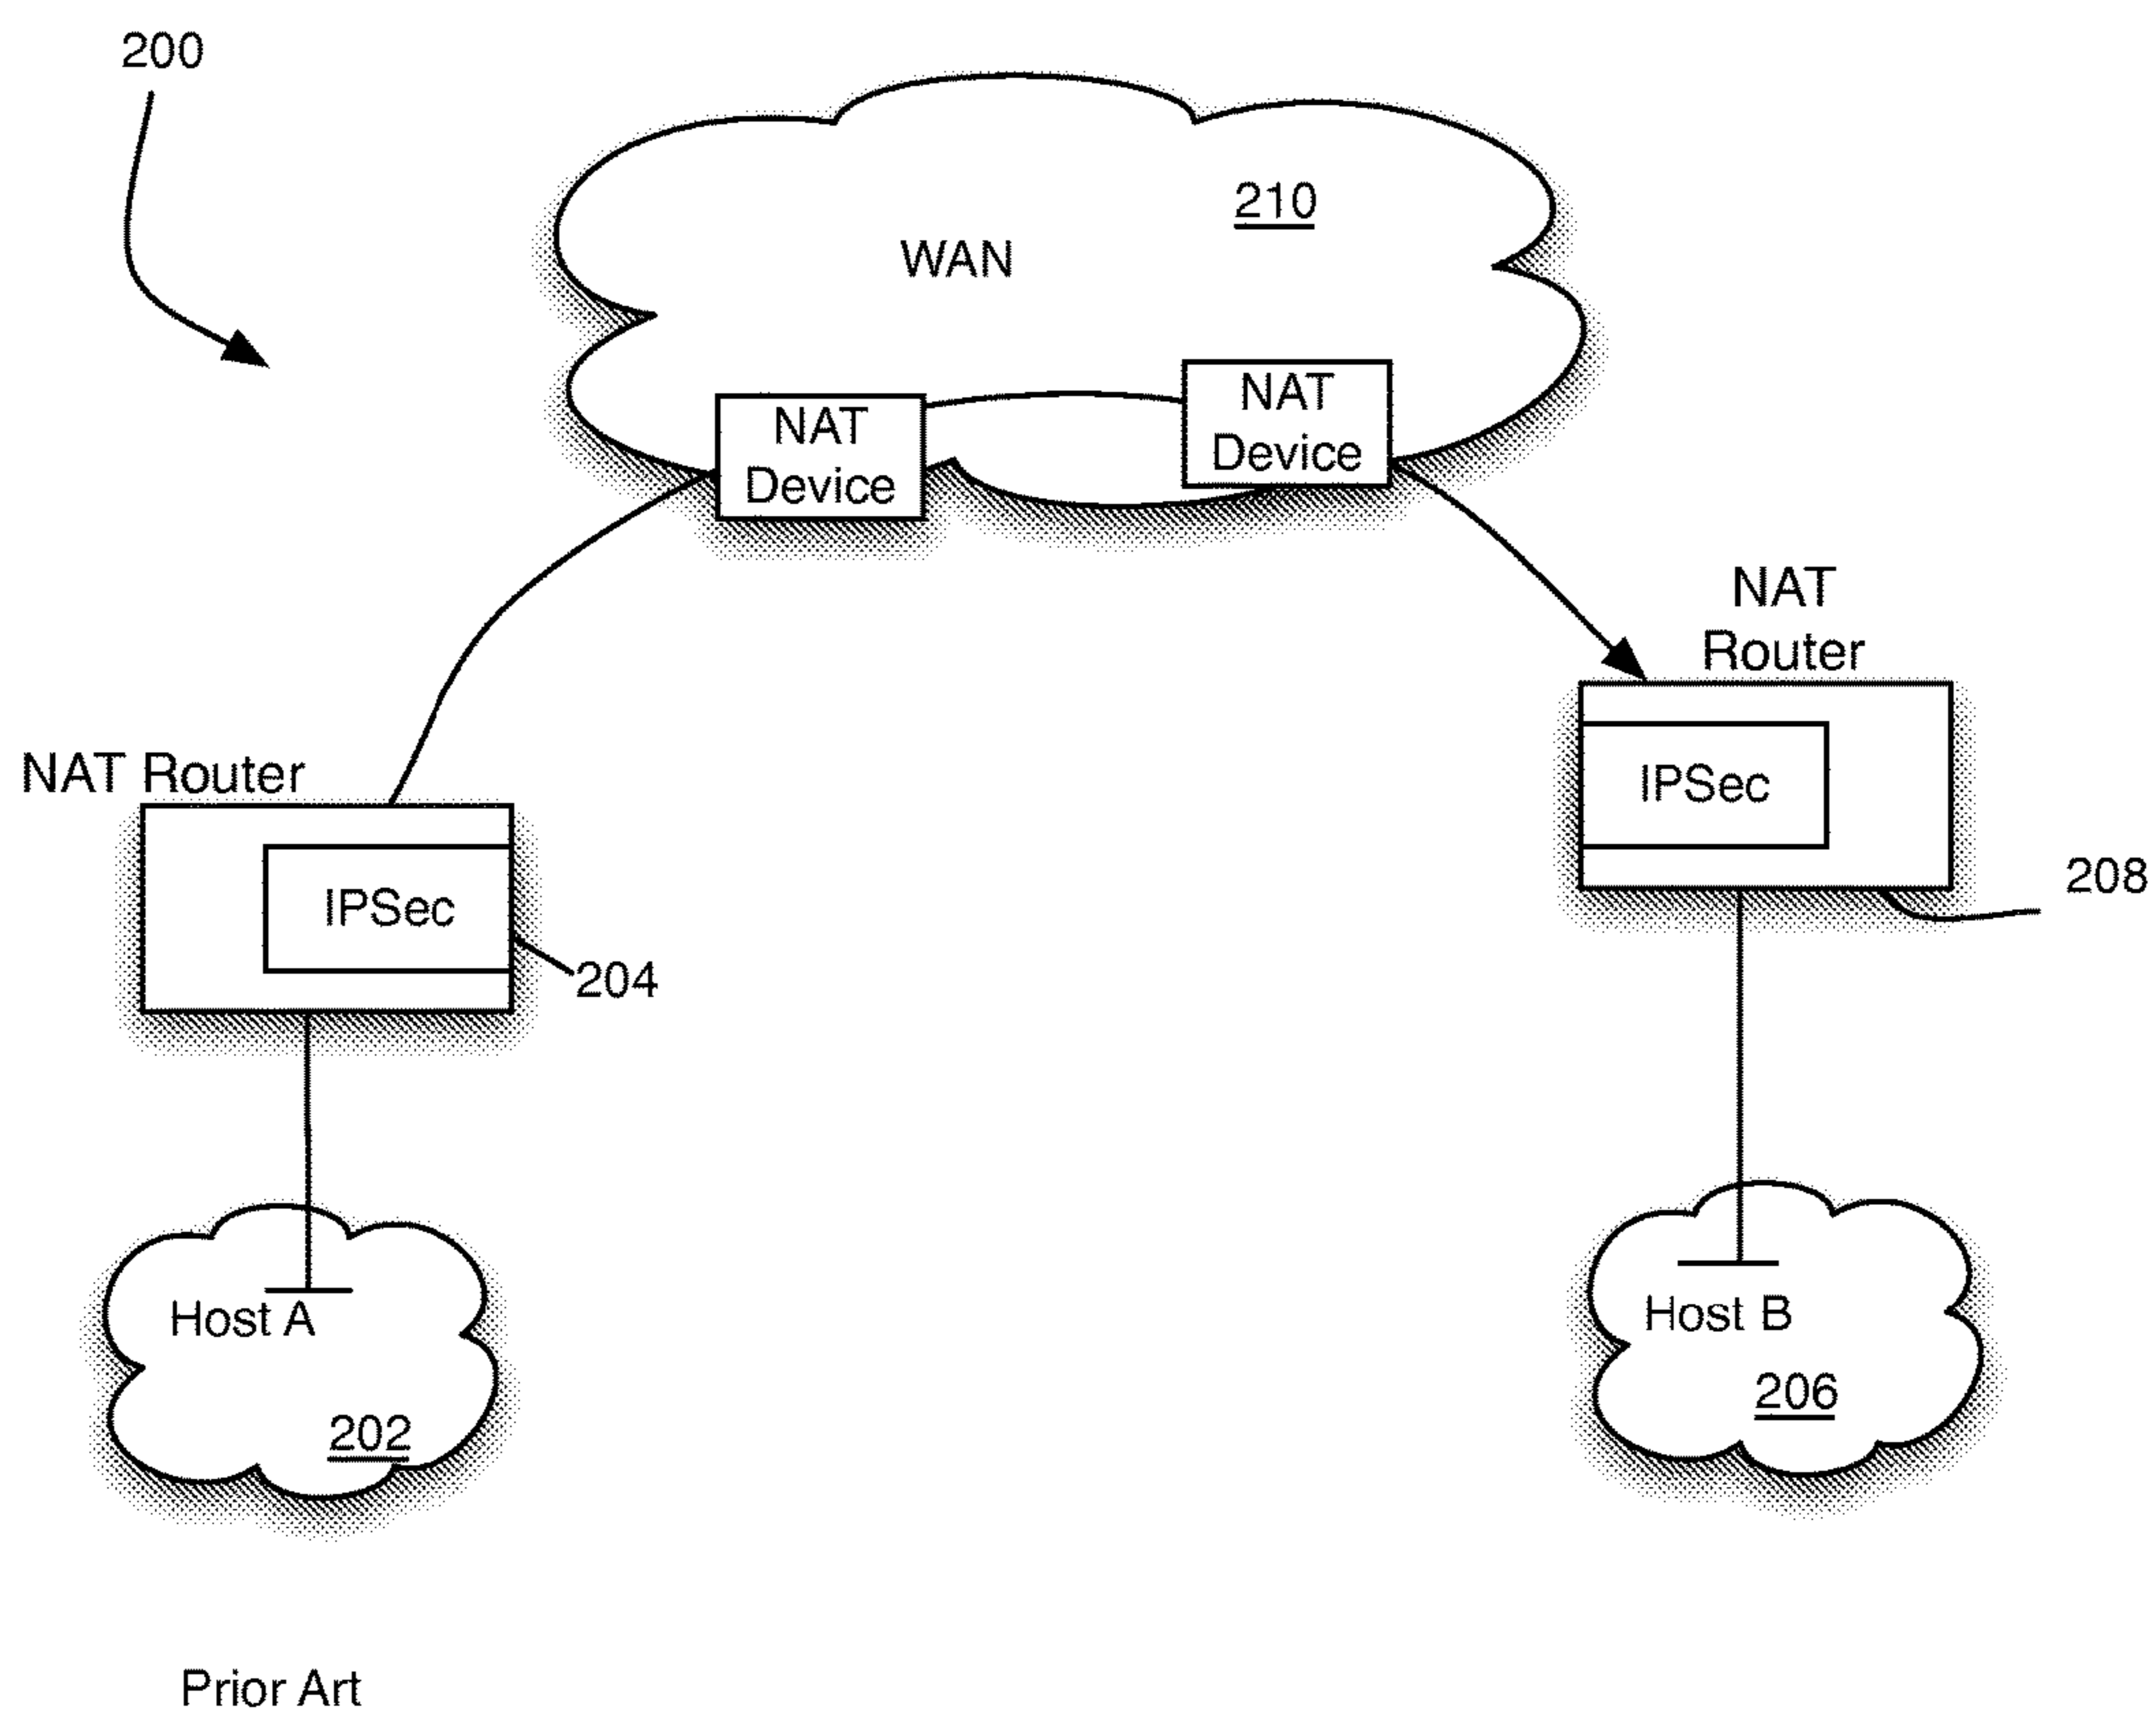 200
210
WAN
NAT
Device
NAT
Device
NAT
Router
NAT Router
IPSec
208
IPSec
204
Host A
202
Host B
206
Prior Art